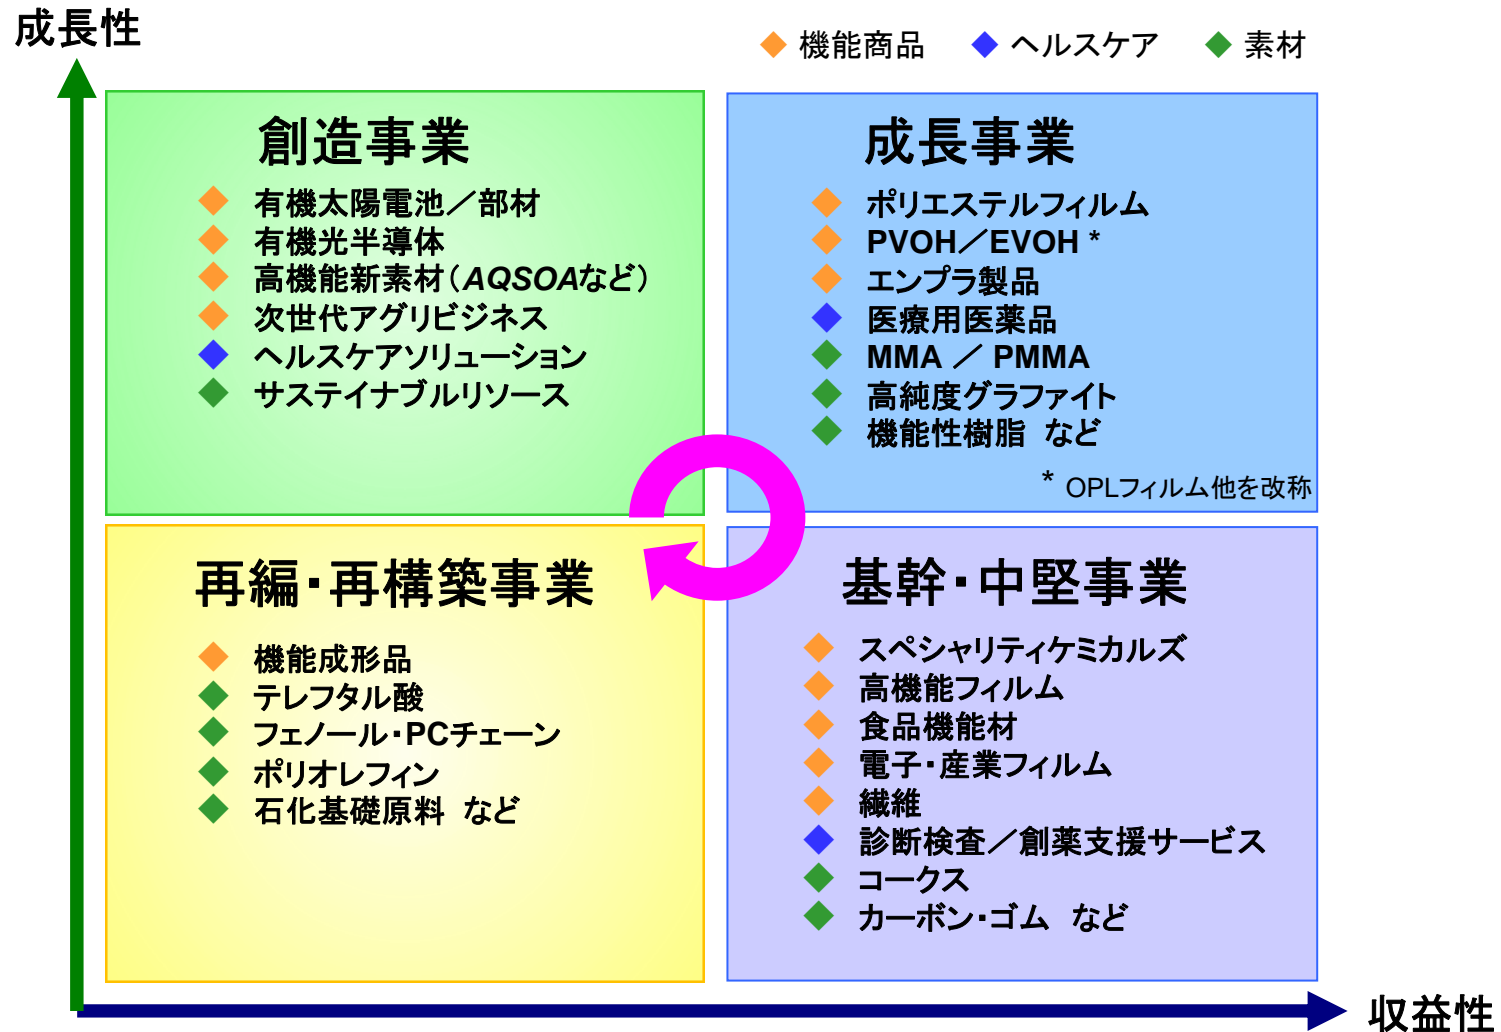 成長性
機能商品 ヘルスケア 素材
創造事業
有機太陽電池／部材
有機光半導体
高機能新素材（AQSOAなど）
次世代アグリビジネス
ヘルスケアソリューション
サステイナブルリソース
成長事業
ポリエステルフィルム
PVOH／EVOH *
エンプラ製品
医療用医薬品
MMA ／ PMMA
高純度グラファイト
機能性樹脂 など
* OPLフィルム他を改称
再編・再構築事業
機能成形品
テレフタル酸
フェノール・PCチェーン
ポリオレフィン
石化基礎原料 など
基幹・中堅事業
スペシャリティケミカルズ
高機能フィルム
食品機能材
電子・産業フィルム
繊維
診断検査／創薬支援サービス
コークス
カーボン・ゴム など
収益性